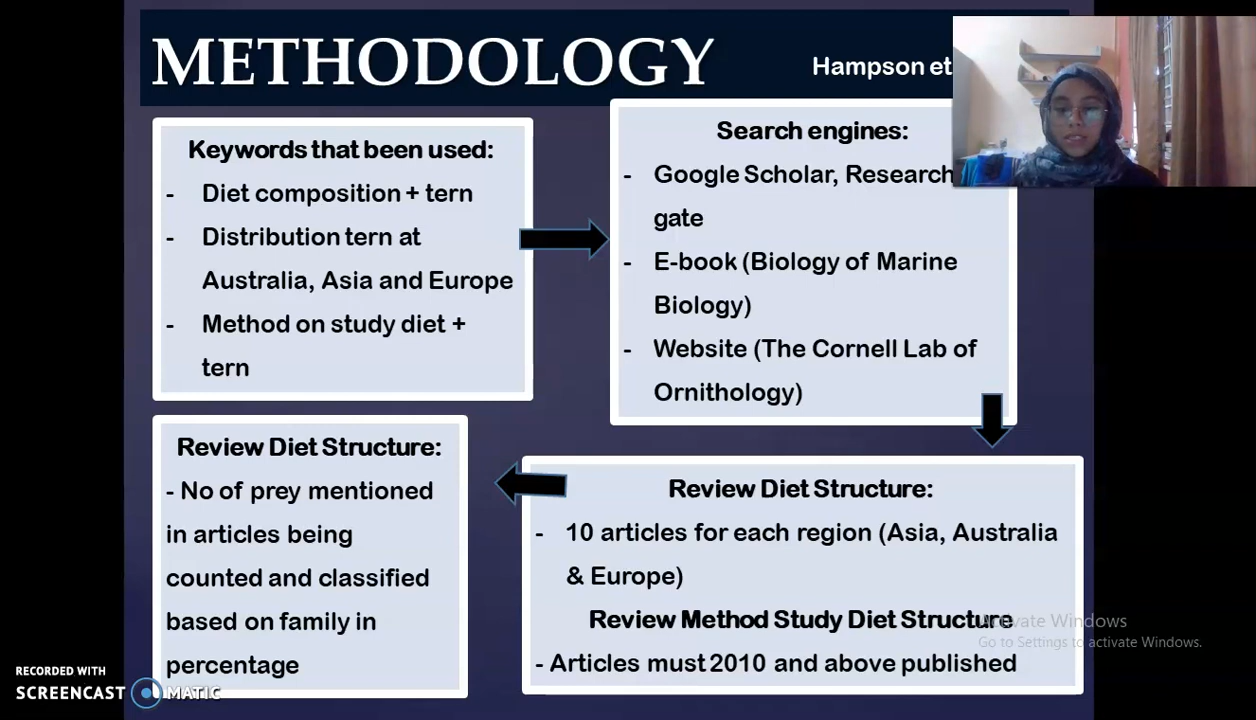 METHODOLOGY
Hampson et
Keywords that been used:
- Diet composition + tern
- Distribution tern at
Australia, Asia and Europe
- Method on study diet +
tern
Search engines:
- Google Scholar, Research
gate
- E-book (Biology of Marine
Biology)
- Website (The Cornell Lab of
Ornithology)
Review Diet Structure:
- 10 articles for each region (Asia, Australia
& Europe)
Review Method Study Diet Structure
- Articles must 2010 and above published
Review Diet Structure:
- No of prey mentioned
in articles being
counted and classified
based on family in
percentage
Activate Windows
Go to Settings to activate Windows.
RECORDED WITH
SCREENCAST MATIC